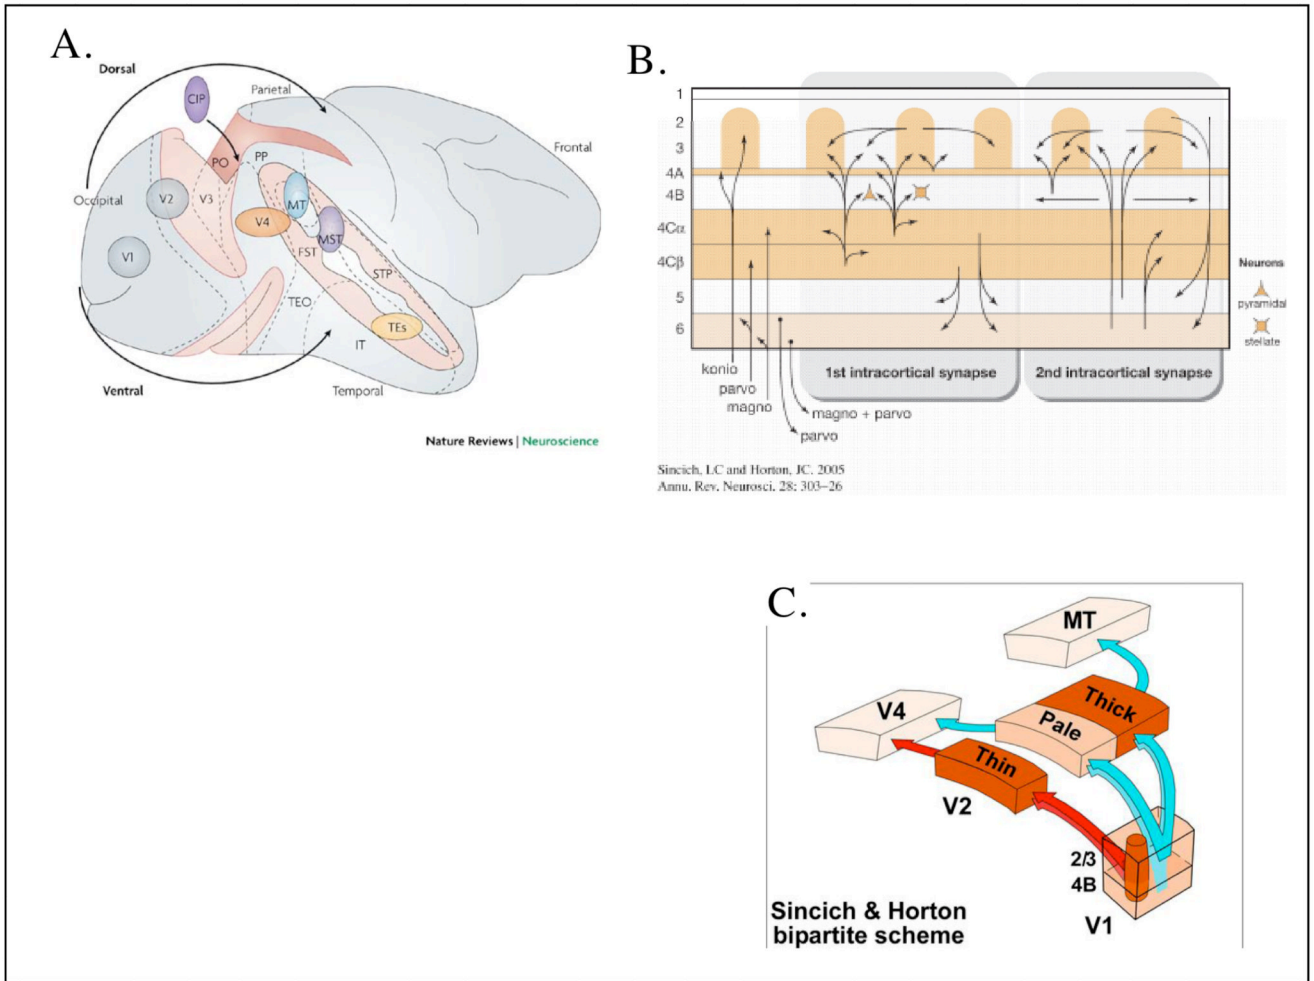 A.
Dorsal
CIP
Parietal
Frontal
PO
PP
Occipital
V2
V3
MT
V4
MST
V1
FST
STP
TEO
TEs
IT
Ventral
Temporal
Nature Reviews | Neuroscience
B.
1
2
3
4A
4B
4Cα
4Cβ
5
6
Neurons
pyramidal
stellate
konio
parvo
magno
1st intracortical synapse
2nd intracortical synapse
magno + parvo
parvo
Sincich, LC and Horton, JC. 2005
Annu. Rev. Neurosci. 28: 303–26
C.
MT
Thick
V4
Pale
Thin
V2
2/3
4B
V1
Sincich & Horton
bipartite scheme